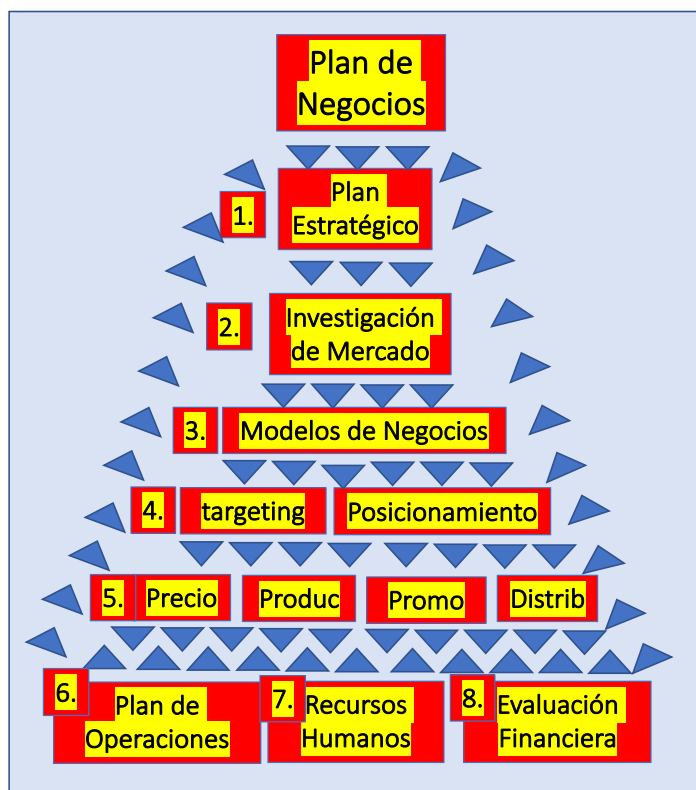 Plan de
Negocios
1.
Plan
Estratégico
2.
Investigación
de Mercado
3. Modelos de Negocios
4. targeting Posicionamiento
5. Precio Produc Promo Distrib
6.
Plan de
Operaciones
7.
Recursos
Humanos
8.
Evaluación
Financiera